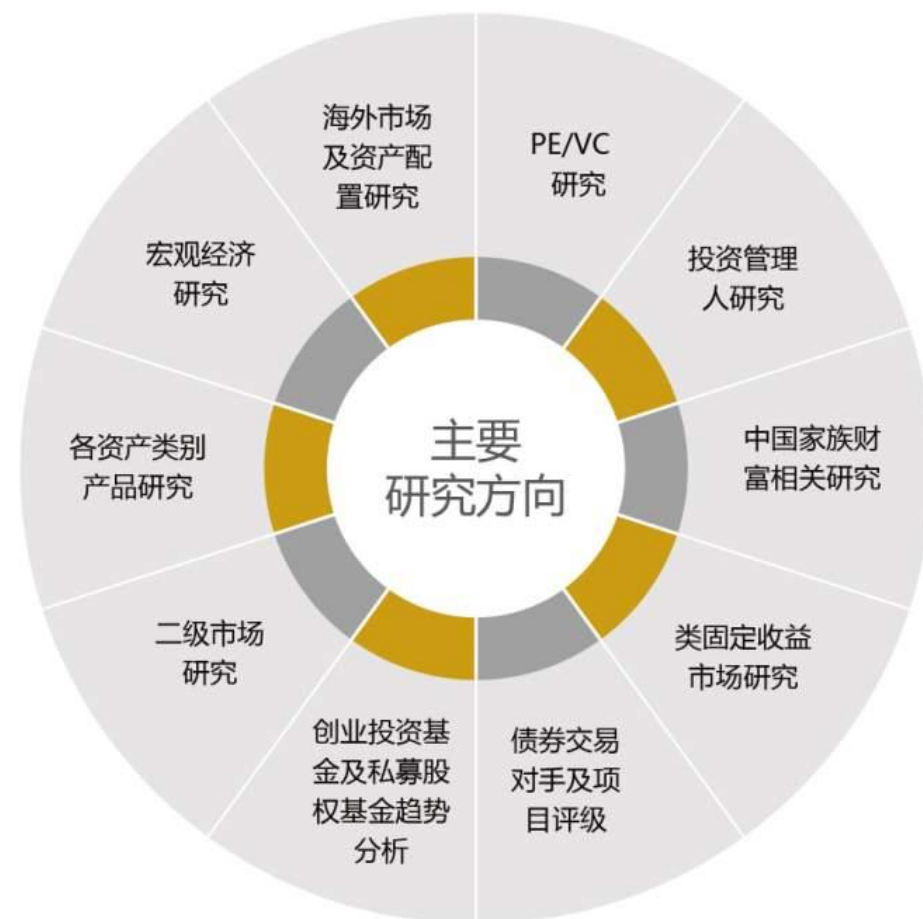 主要
研究方向
PE/VC
研究
投资管理
人研究
中国家族财
富相关研究
类固定收益
市场研究
债券交易
对手及项
目评级
创业投资基
金及私募股
权基金趋势
分析
二级市场
研究
各资产类别
产品研究
宏观经济
研究
海外市场
及资产配
置研究